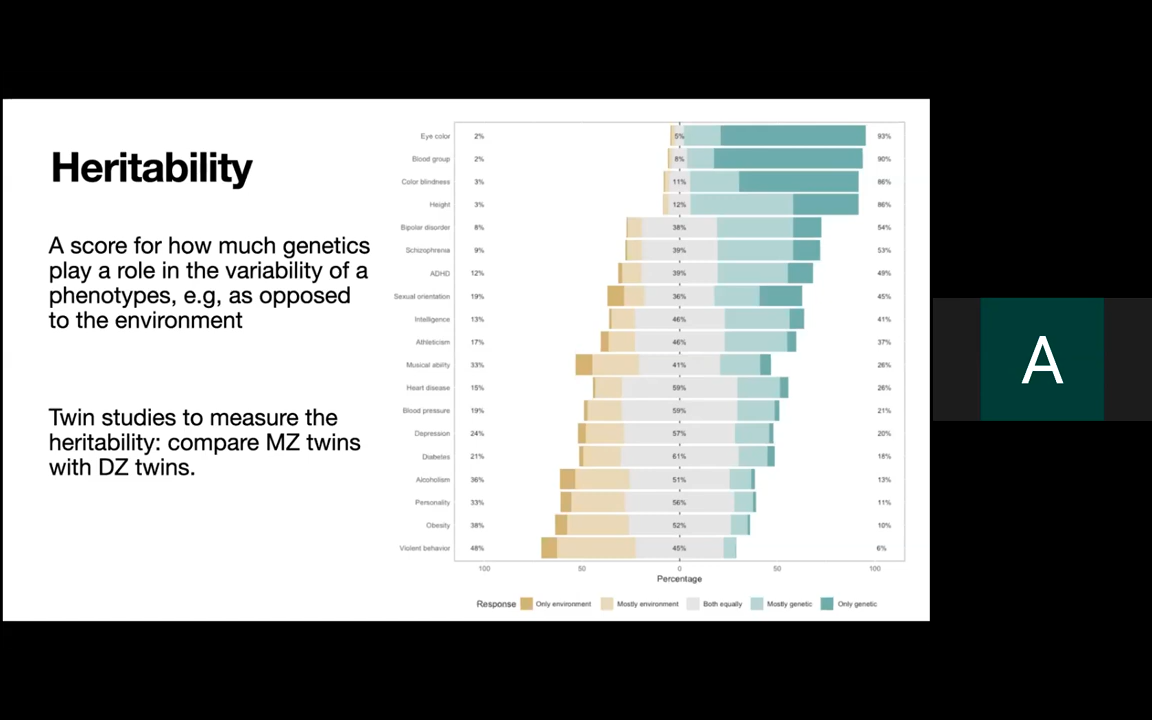 Heritability
A score for how much genetics
play a role in the variability of a
phenotypes, e.g, as opposed
to the environment
Twin studies to measure the
heritability: compare MZ twins
with DZ twins.
Eye color 2% 5% 93%
Blood group 2% 8% 90%
Color blindness 3% 11% 86%
Height 3% 12% 86%
Bipolar disorder 8% 38% 54%
Schizophrenia 9% 39% 53%
ADHD 12% 39% 49%
Sexual orientation 19% 36% 45%
Intelligence 13% 46% 41%
Athleticism 17% 46% 37%
Musical ability 33% 41% 26%
Heart disease 15% 59% 26%
Blood pressure 19% 59% 21%
Depression 24% 57% 20%
Diabetes 21% 61% 18%
Alcoholism 36% 51% 13%
Personality 33% 56% 11%
Obesity 38% 52% 10%
Violent behavior 48% 45% 6%
100 50 0 50 100
Percentage
Response Only environment Mostly environment Both equally Mostly genetic Only genetic
A